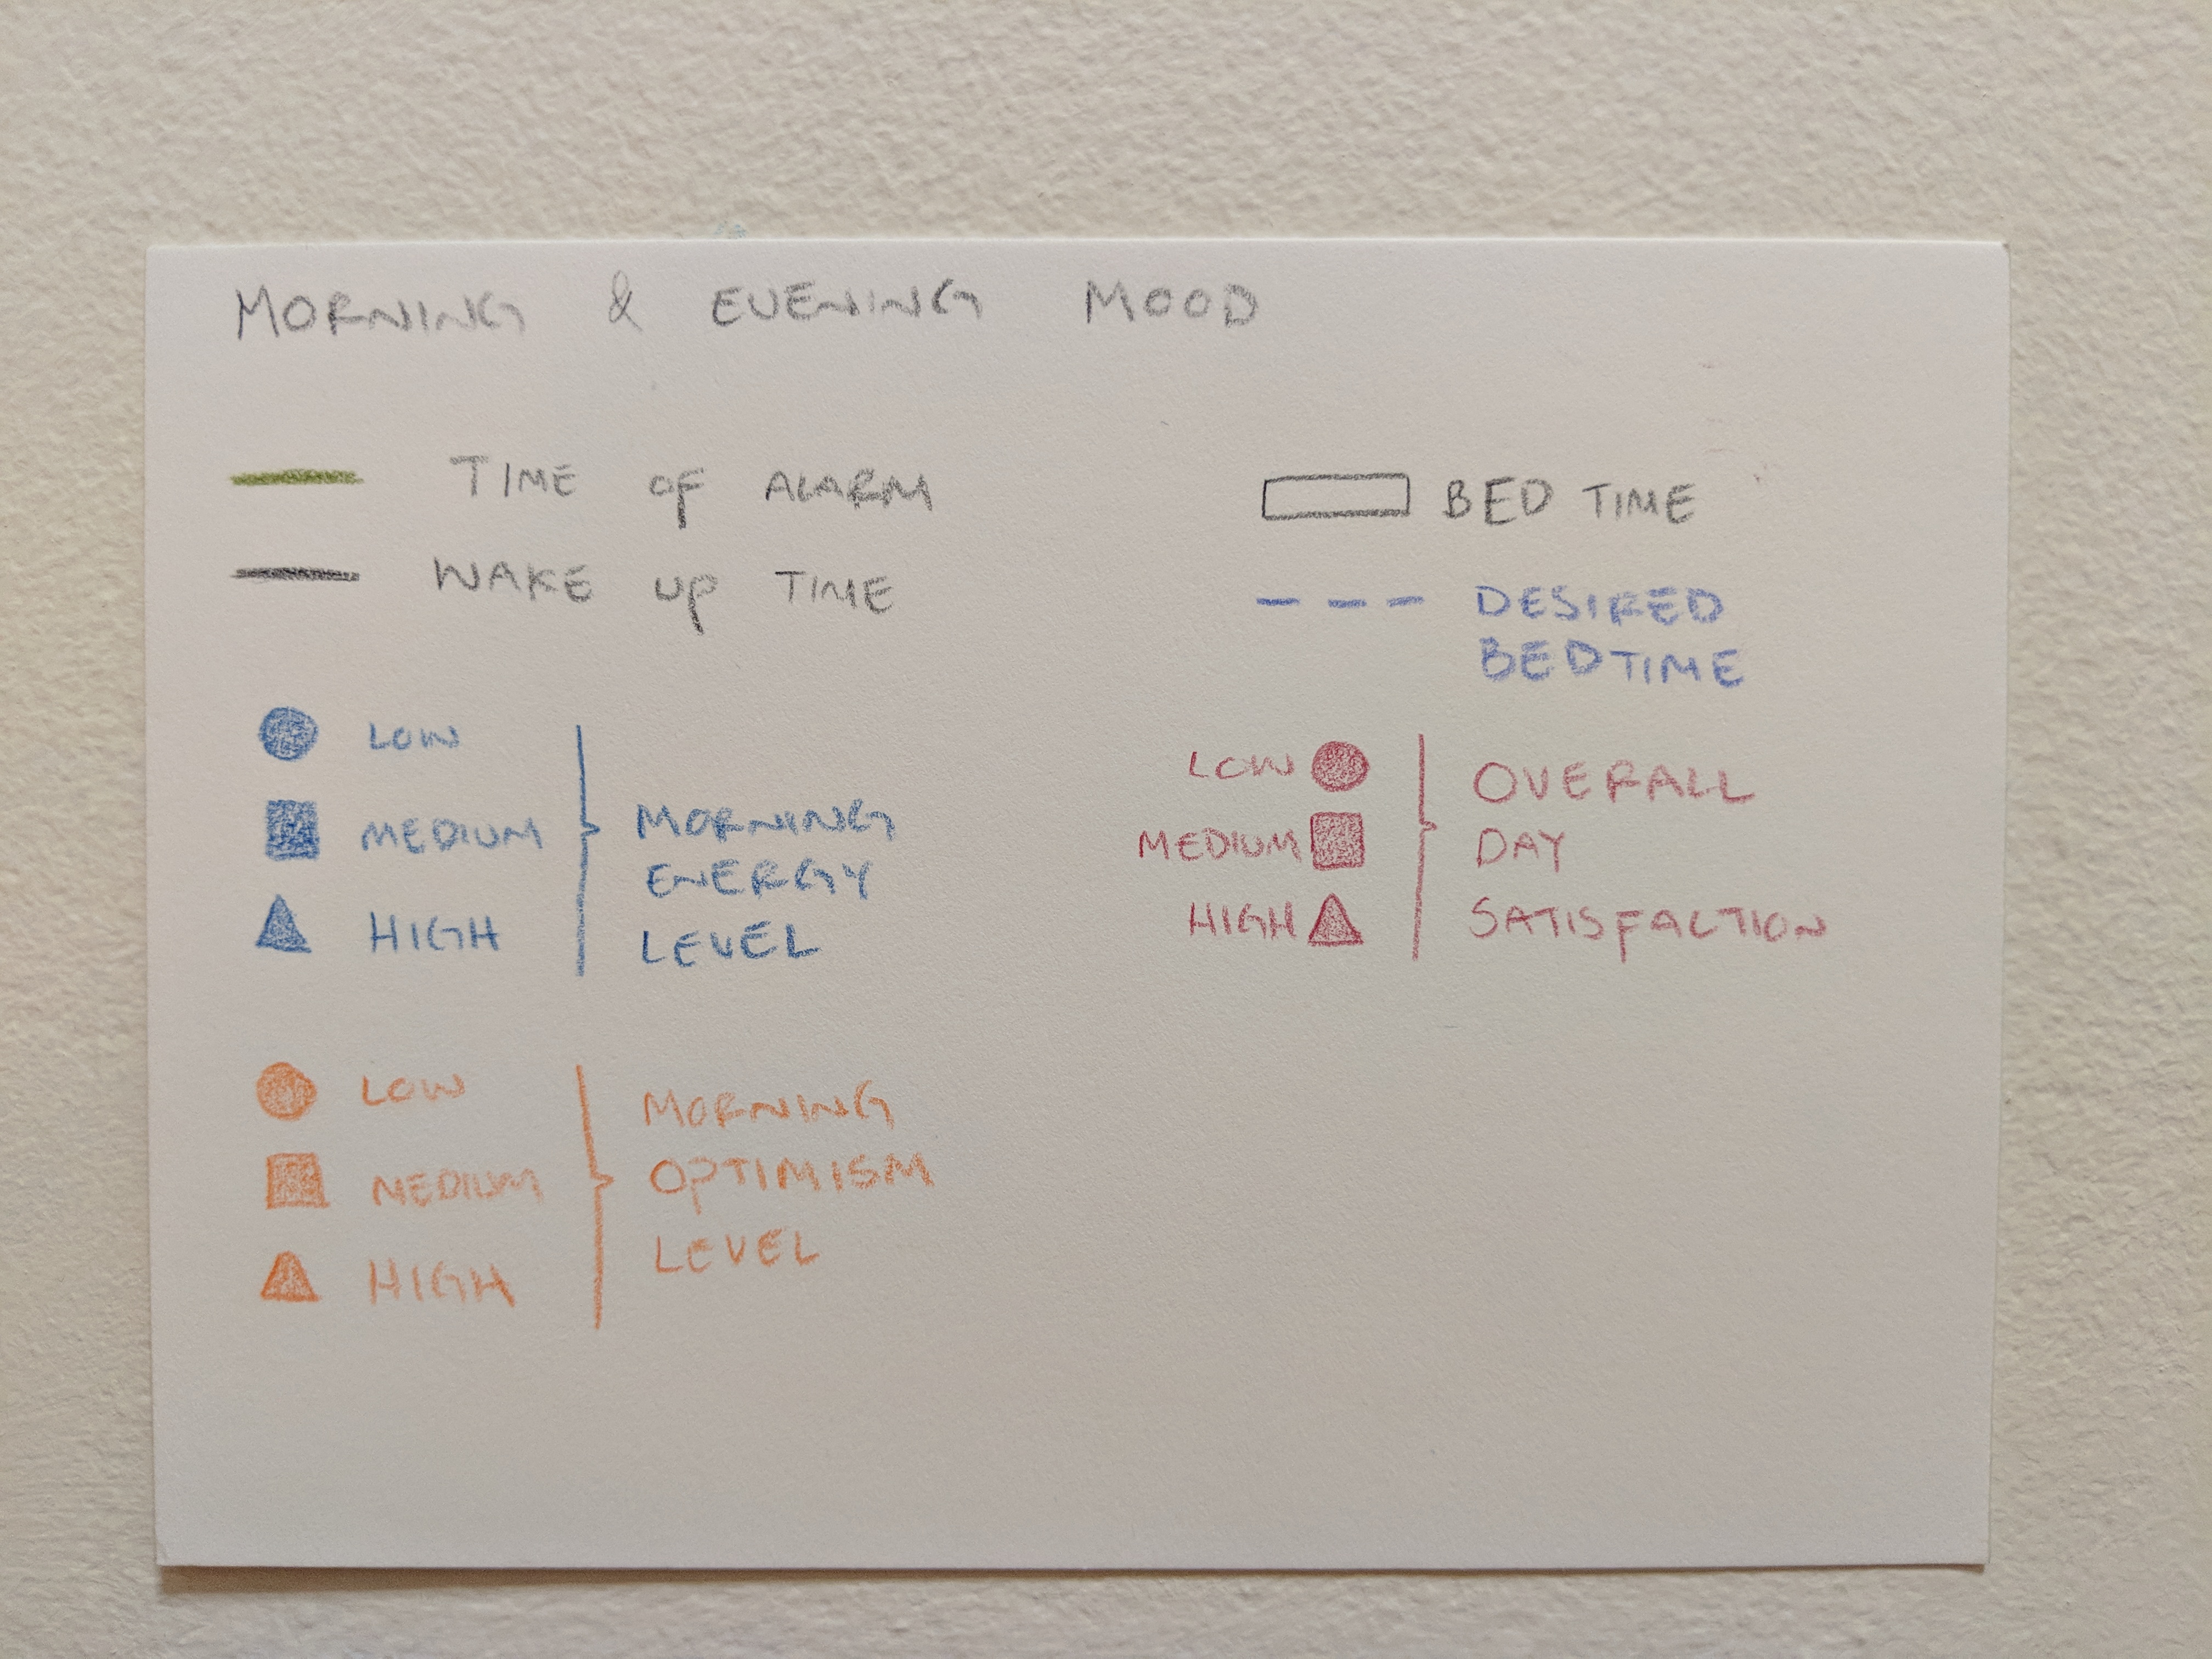 MORNING & EVENING MOOD
TIME OF ALARM
WAKE UP TIME
LOW
MEDIUM
HIGH
MORNING
ENERGY
LEVEL
LOW
MEDIUM
HIGH
MORNING
OPTIMISM
LEVEL
BED TIME
DESIRED
BEDTIME
LOW
MEDIUM
HIGH
OVERALL
DAY
SATISFACTION